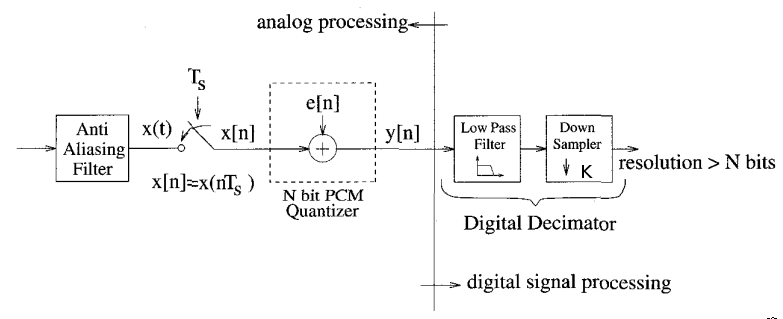 analog processing
T_S
e[n]
x(t)
x[n]
y[n]
Anti
Aliasing
Filter
Low Pass
Filter
Down
Sampler
↓ K
resolution > N bits
x[n]=x(nT_S )
N bit PCM
Quantizer
Digital Decimator
digital signal processing